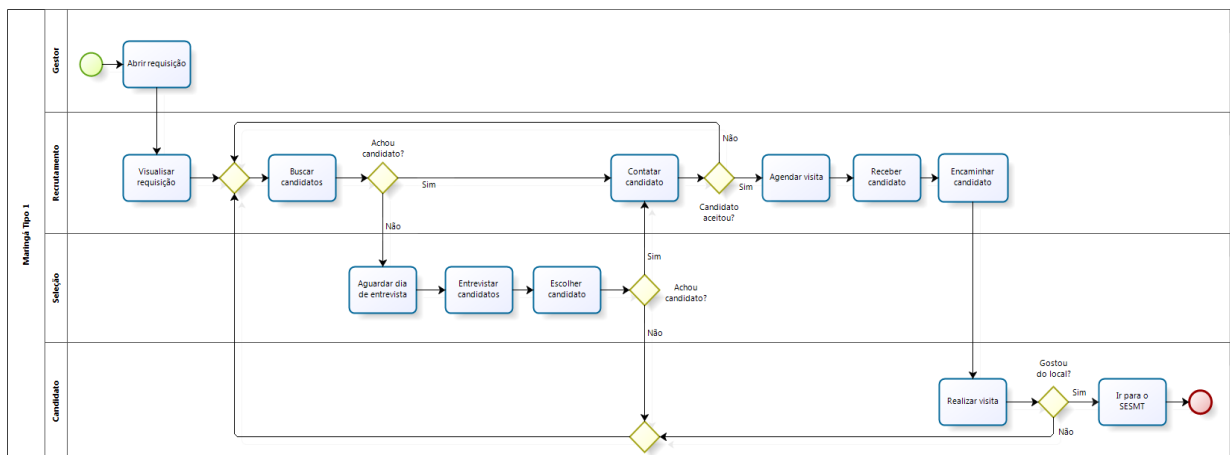 Maringá Tipo 1
Gestor
Abrir requisição
Recrutamento
Visualisar
requisição
Buscar
candidatos
Achou
candidato?
Sim
Não
Contatar
candidato
Não
Sim
Candidato
aceitou?
Agendar visita
Receber
candidato
Encaminhar
candidato
Seleção
Aguardar dia
de entrevista
Entrevistar
candidatos
Escolher
candidato
Sim
Achou
candidato?
Não
Candidato
Realizar visita
Gostou
do local?
Sim
Não
Ir para o
SESMT